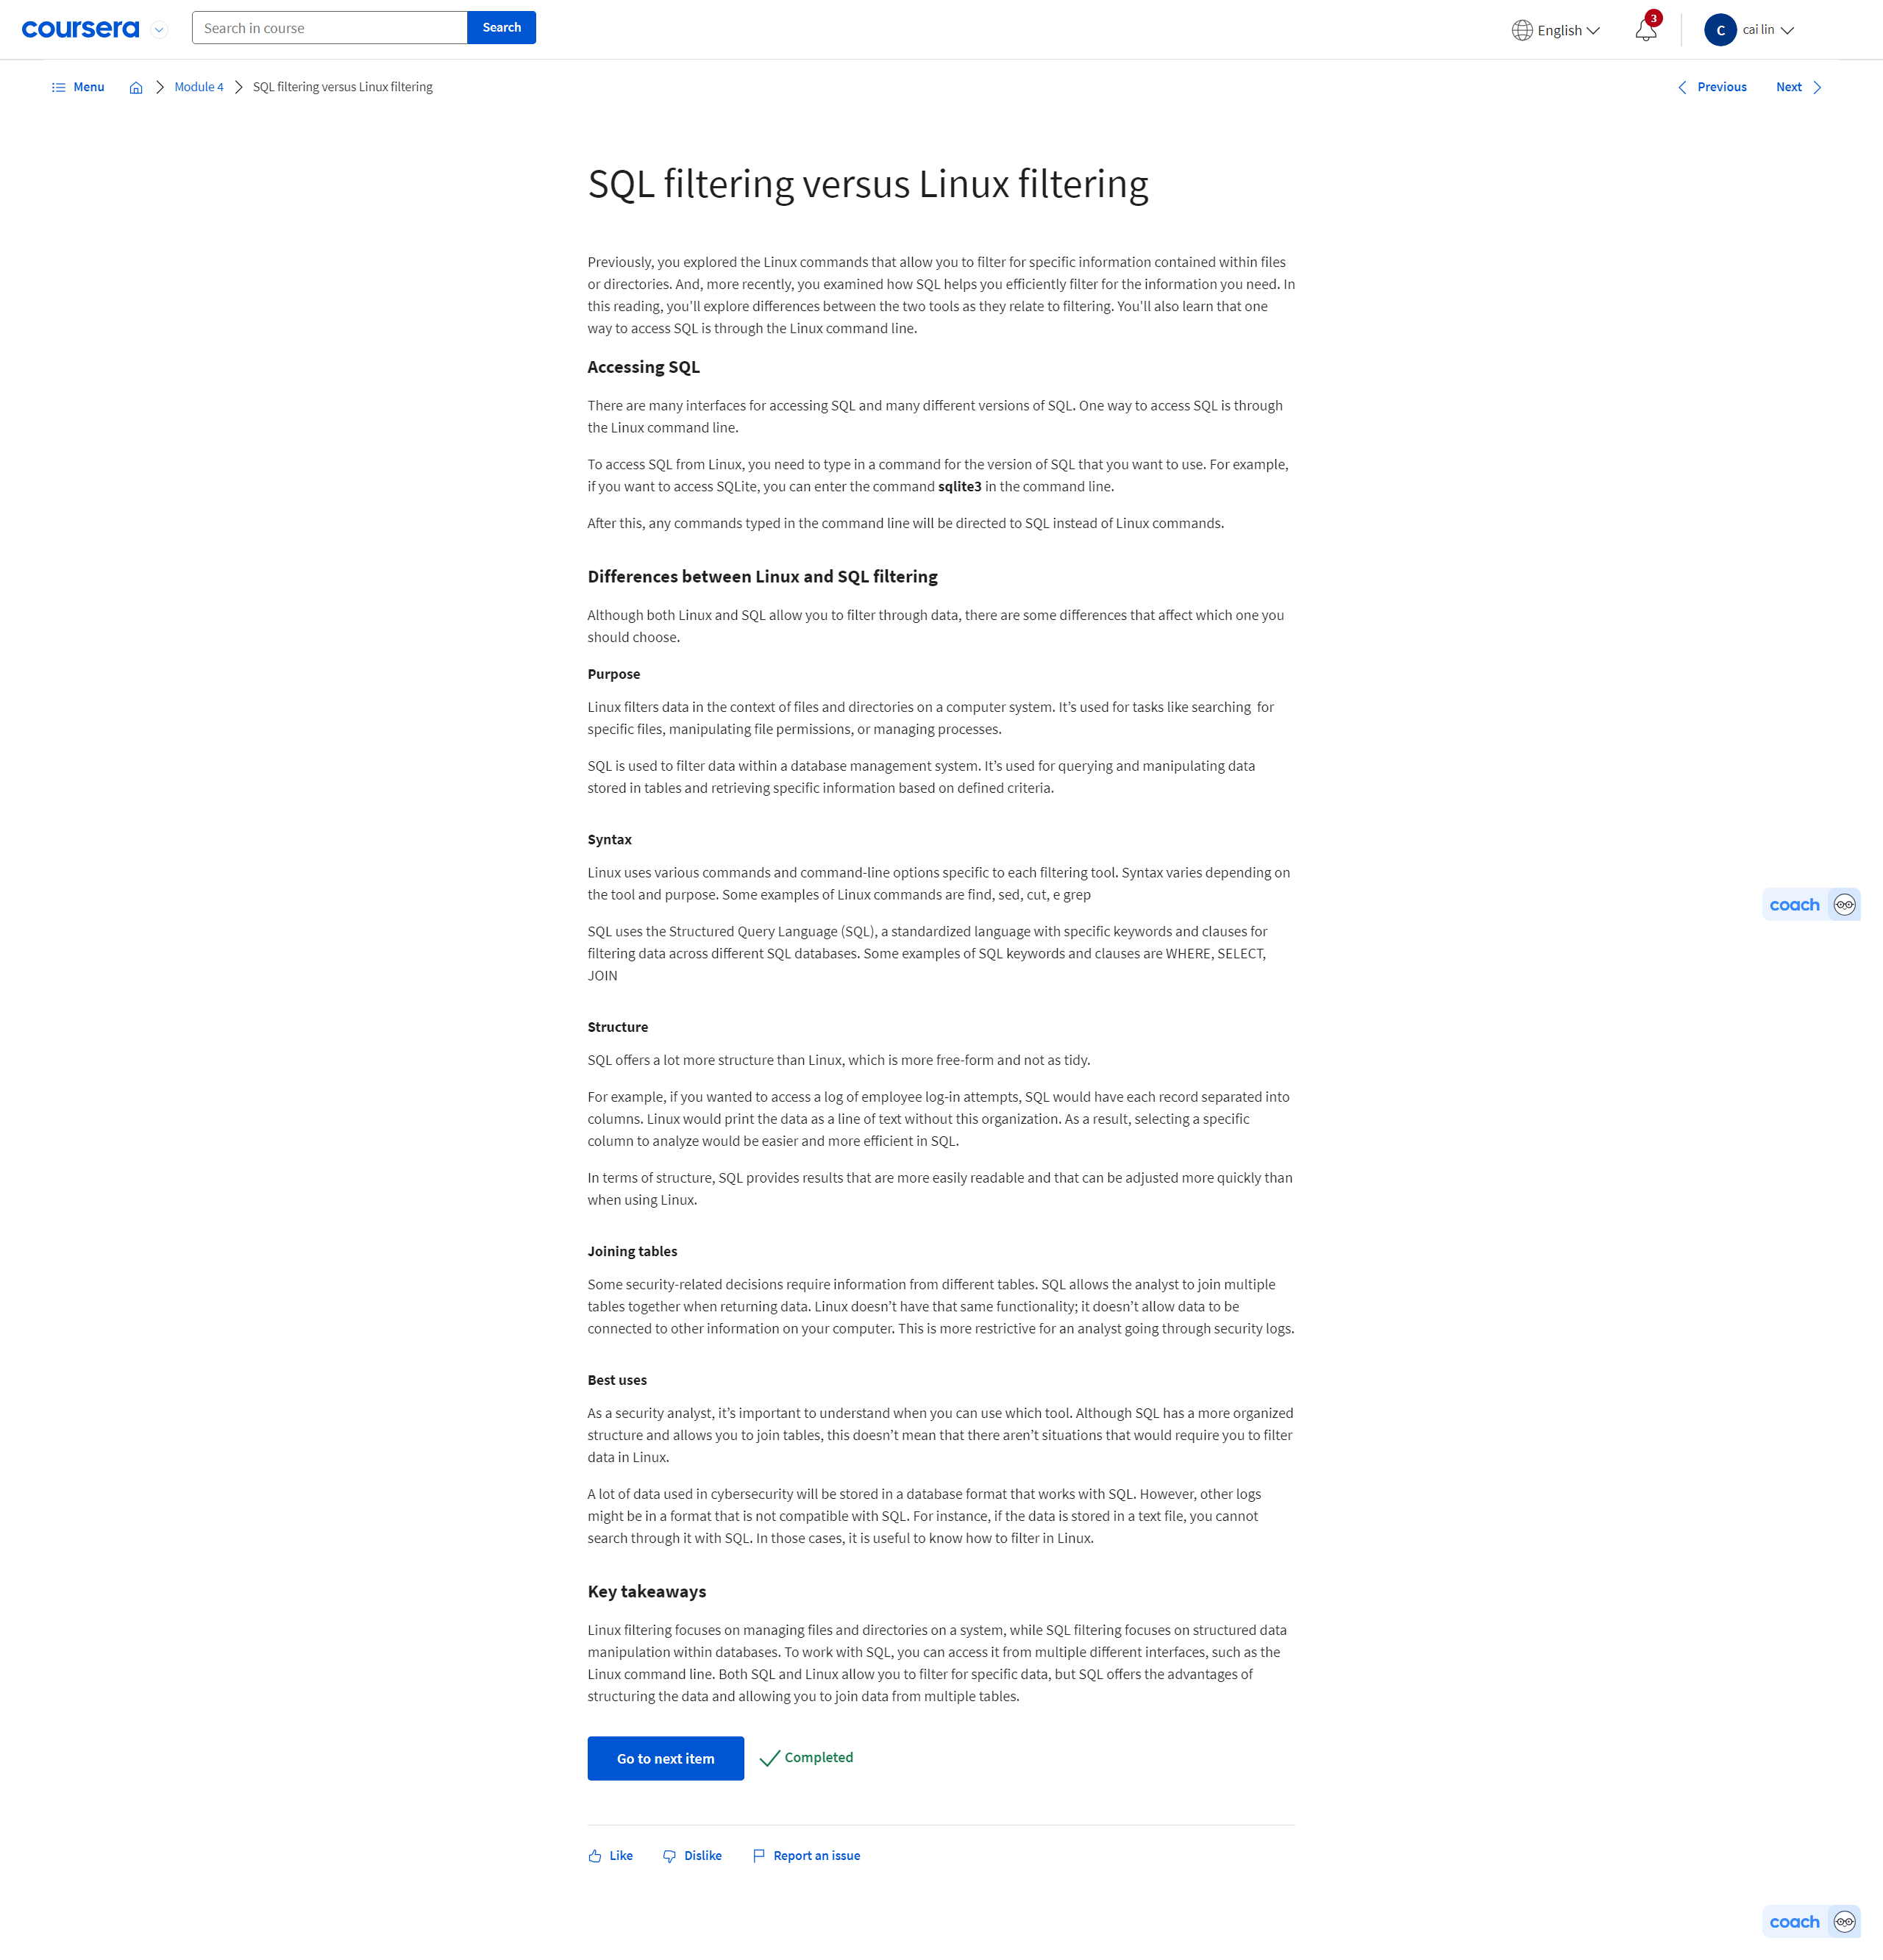 coursera
Search in course
Search
English
3
C
cai lin
Menu
Module 4
SQL filtering versus Linux filtering
Previous
Next
SQL filtering versus Linux filtering
Previously, you explored the Linux commands that allow you to filter for specific information contained within files
or directories. And, more recently, you examined how SQL helps you efficiently filter for the information you need. In
this reading, you'll explore differences between the two tools as they relate to filtering. You'll also learn that one
way to access SQL is through the Linux command line.
Accessing SQL
There are many interfaces for accessing SQL and many different versions of SQL. One way to access SQL is through
the Linux command line.
To access SQL from Linux, you need to type in a command for the version of SQL that you want to use. For example,
if you want to access SQLite, you can enter the command sqlite3 in the command line.
After this, any commands typed in the command line will be directed to SQL instead of Linux commands.
Differences between Linux and SQL filtering
Although both Linux and SQL allow you to filter through data, there are some differences that affect which one you
should choose.
Purpose
Linux filters data in the context of files and directories on a computer system. It’s used for tasks like searching  for
specific files, manipulating file permissions, or managing processes.
SQL is used to filter data within a database management system. It’s used for querying and manipulating data
stored in tables and retrieving specific information based on defined criteria.
Syntax
Linux uses various commands and command-line options specific to each filtering tool. Syntax varies depending on
the tool and purpose. Some examples of Linux commands are find, sed, cut, e grep
SQL uses the Structured Query Language (SQL), a standardized language with specific keywords and clauses for
filtering data across different SQL databases. Some examples of SQL keywords and clauses are WHERE, SELECT,
JOIN
coach
Structure
SQL offers a lot more structure than Linux, which is more free-form and not as tidy.
For example, if you wanted to access a log of employee log-in attempts, SQL would have each record separated into
columns. Linux would print the data as a line of text without this organization. As a result, selecting a specific
column to analyze would be easier and more efficient in SQL.
In terms of structure, SQL provides results that are more easily readable and that can be adjusted more quickly than
when using Linux.
Joining tables
Some security-related decisions require information from different tables. SQL allows the analyst to join multiple
tables together when returning data. Linux doesn’t have that same functionality; it doesn’t allow data to be
connected to other information on your computer. This is more restrictive for an analyst going through security logs.
Best uses
As a security analyst, it’s important to understand when you can use which tool. Although SQL has a more organized
structure and allows you to join tables, this doesn’t mean that there aren’t situations that would require you to filter
data in Linux.
A lot of data used in cybersecurity will be stored in a database format that works with SQL. However, other logs
might be in a format that is not compatible with SQL. For instance, if the data is stored in a text file, you cannot
search through it with SQL. In those cases, it is useful to know how to filter in Linux.
Key takeaways
Linux filtering focuses on managing files and directories on a system, while SQL filtering focuses on structured data
manipulation within databases. To work with SQL, you can access it from multiple different interfaces, such as the
Linux command line. Both SQL and Linux allow you to filter for specific data, but SQL offers the advantages of
structuring the data and allowing you to join data from multiple tables.
Go to next item
Completed
Like
Dislike
Report an issue
coach